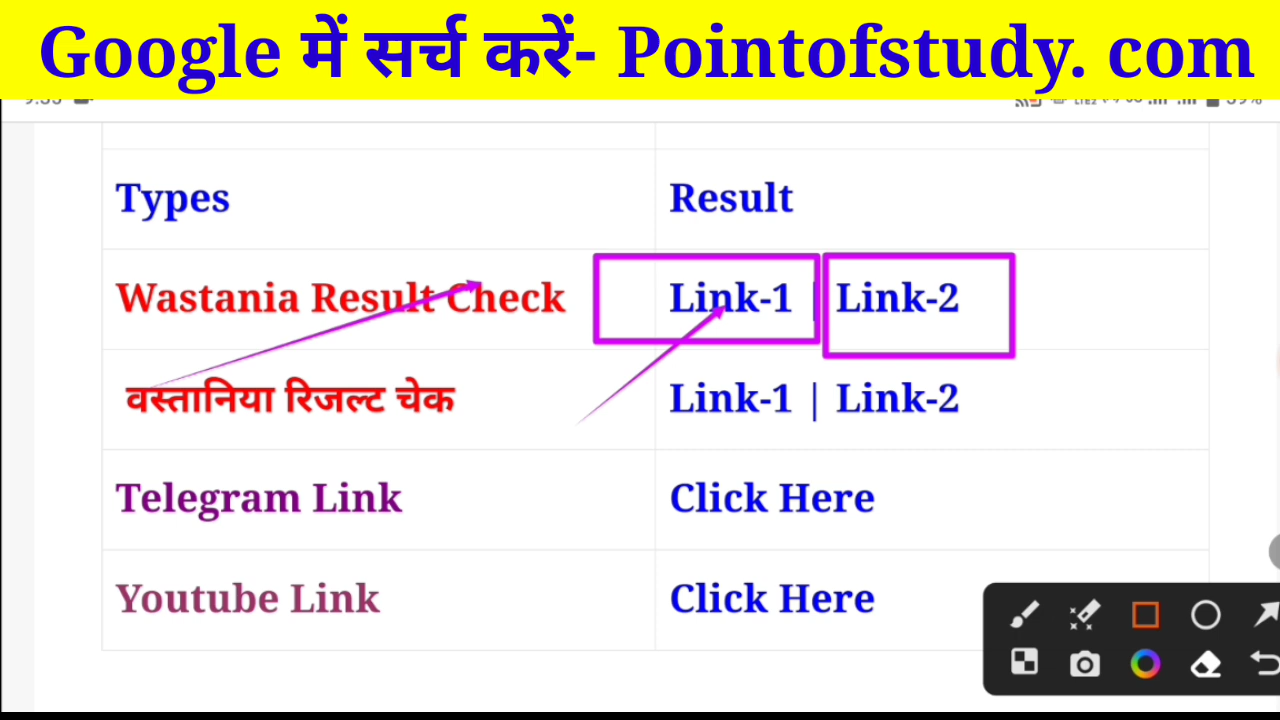 Google में सर्च करें- Pointofstudy. com
Types Result
Wastania Result Check Link-1 | Link-2
वस्तानिया रिजल्ट चेक Link-1 | Link-2
Telegram Link Click Here
Youtube Link Click Here